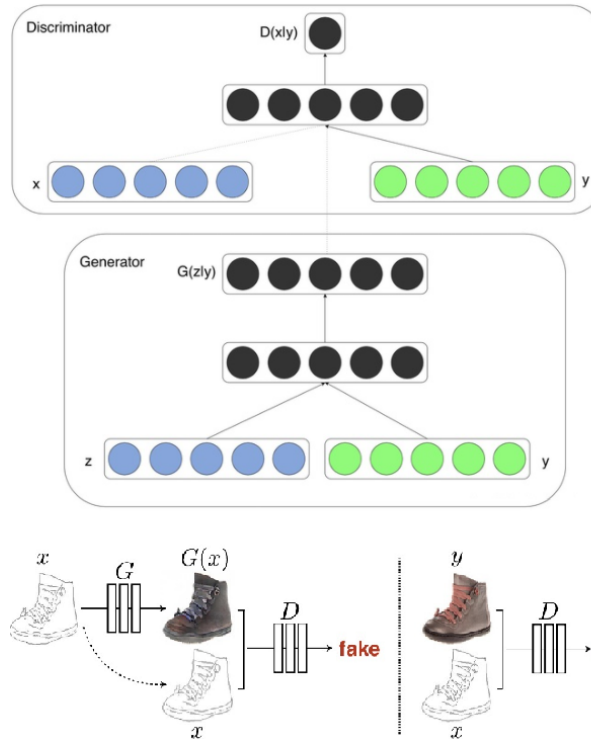 Discriminator
D(x|y)
x
y
Generator
G(z|y)
z
y
x
G
G(x)
D
fake
x
y
D
x